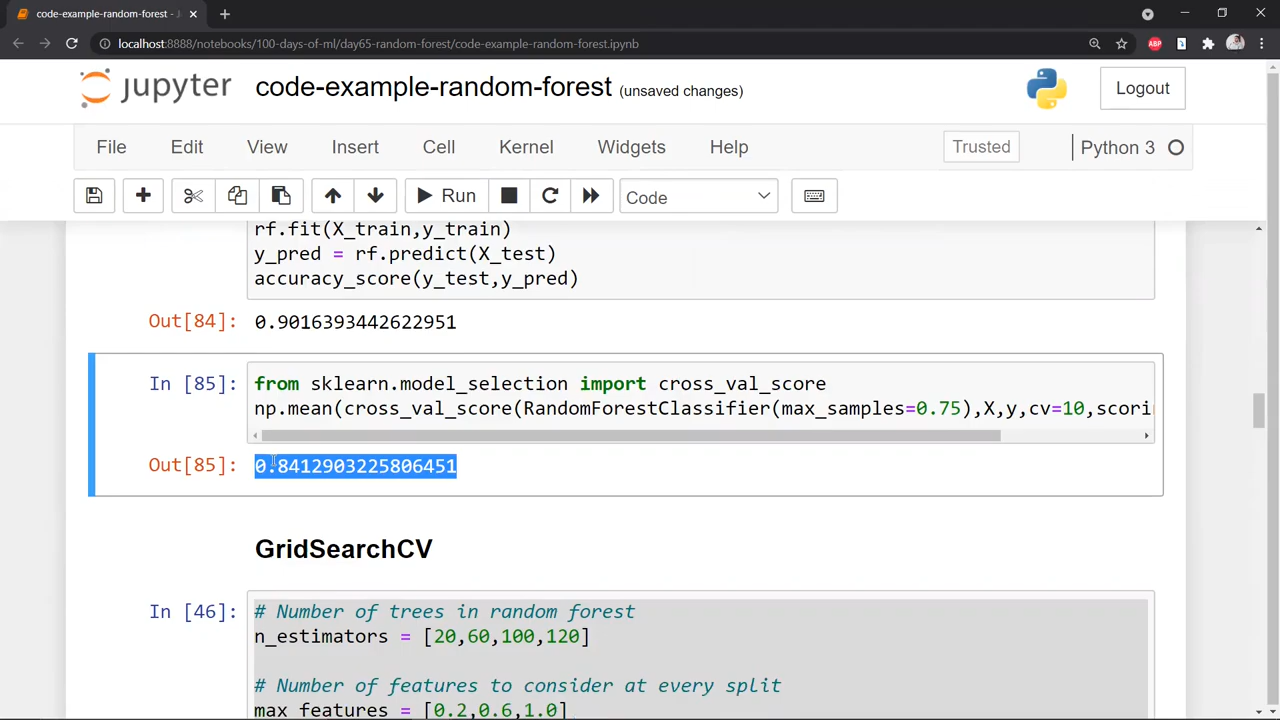 code-example-random-forest - J
localhost:8888/notebooks/100-days-of-ml/day65-random-forest/code-example-random-forest.ipynb
ABP
jupyter code-example-random-forest (unsaved changes)
Logout
File Edit View Insert Cell Kernel Widgets Help Trusted Python 3
Run Code
rf.fit(X_train,y_train)
y_pred = rf.predict(X_test)
accuracy_score(y_test,y_pred)
Out[84]: 0.9016393442622951
In [85]: from sklearn.model_selection import cross_val_score
np.mean(cross_val_score(RandomForestClassifier(max_samples=0.75),X,y,cv=10,scorin
Out[85]: 0.8412903225806451
GridSearchCV
In [46]: # Number of trees in random forest
n_estimators = [20,60,100,120]
# Number of features to consider at every split
max_features = [0.2,0.6,1.0]